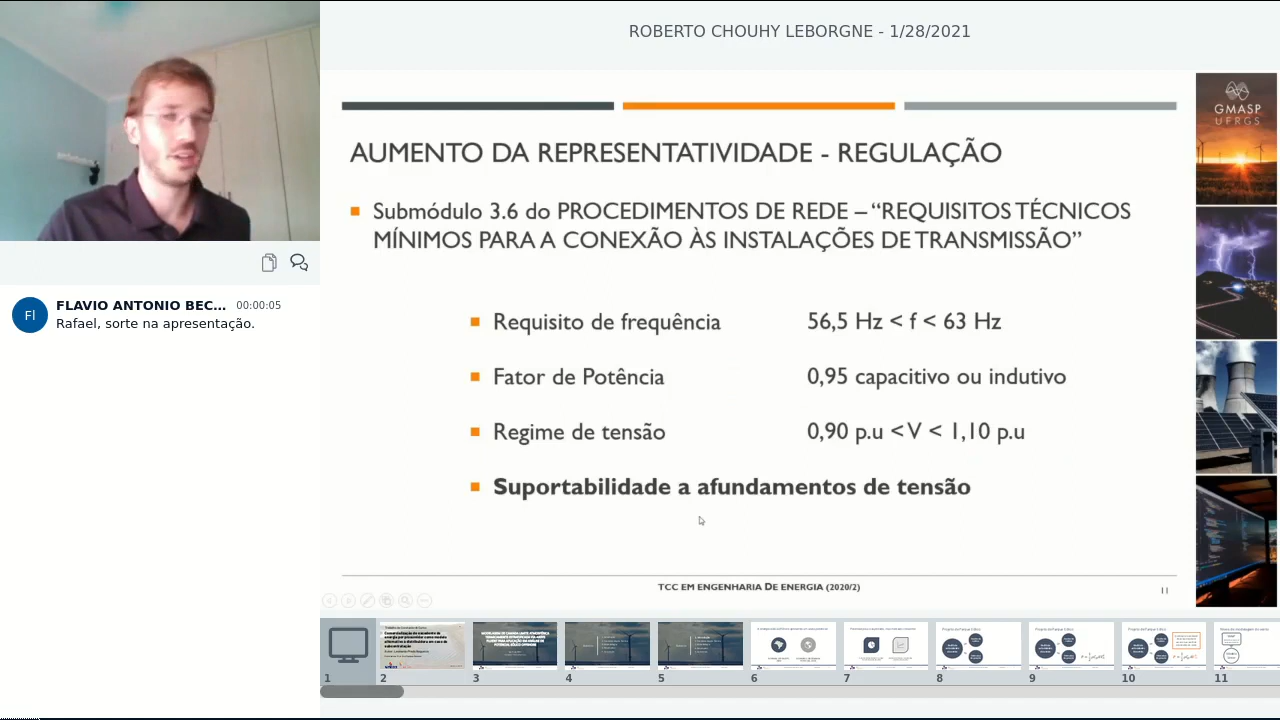 ROBERTO CHOUHY LEBORGNE - 1/28/2021
GMASP
UFRGS
AUMENTO DA REPRESENTATIVIDADE - REGULAÇÃO
Submódulo 3.6 do PROCEDIMENTOS DE REDE – “REQUISITOS TÉCNICOS
MÍNIMOS PARA A CONEXÃO ÀS INSTALAÇÕES DE TRANSMISSÃO”
Requisito de frequência 56,5 Hz < f < 63 Hz
Fator de Potência 0,95 capacitivo ou indutivo
Regime de tensão 0,90 p.u < V < 1,10 p.u
Suportabilidade a afundamentos de tensão
TCC EM ENGENHARIA DE ENERGIA (2020/2)
11
Fl
FLAVIO ANTONIO BEC... 00:00:05
Rafael, sorte na apresentação.
1 2 3 4 5 6 7 8 9 10 11